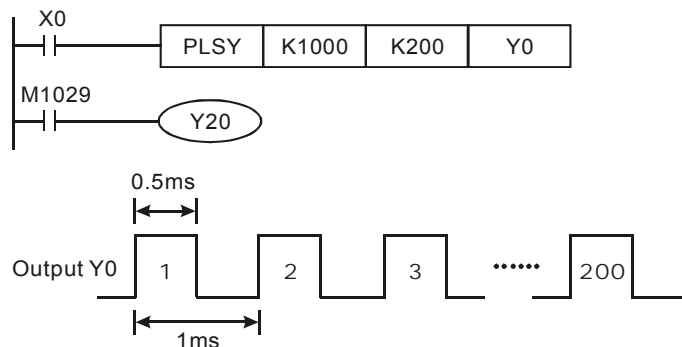 X0
PLSY K1000 K200 Y0
M1029
Y20
0.5ms
Output Y0 1 2 3 ...... 200
1ms